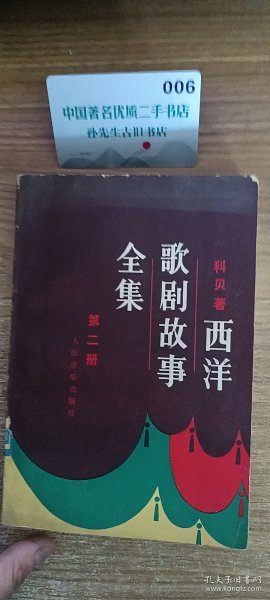 006
中国著名优质二手书店
孙先生古旧书店
科贝著
西洋
歌剧故事
全集
第二册
人民音乐出版社
孔夫子旧书网
www.kongfz.com